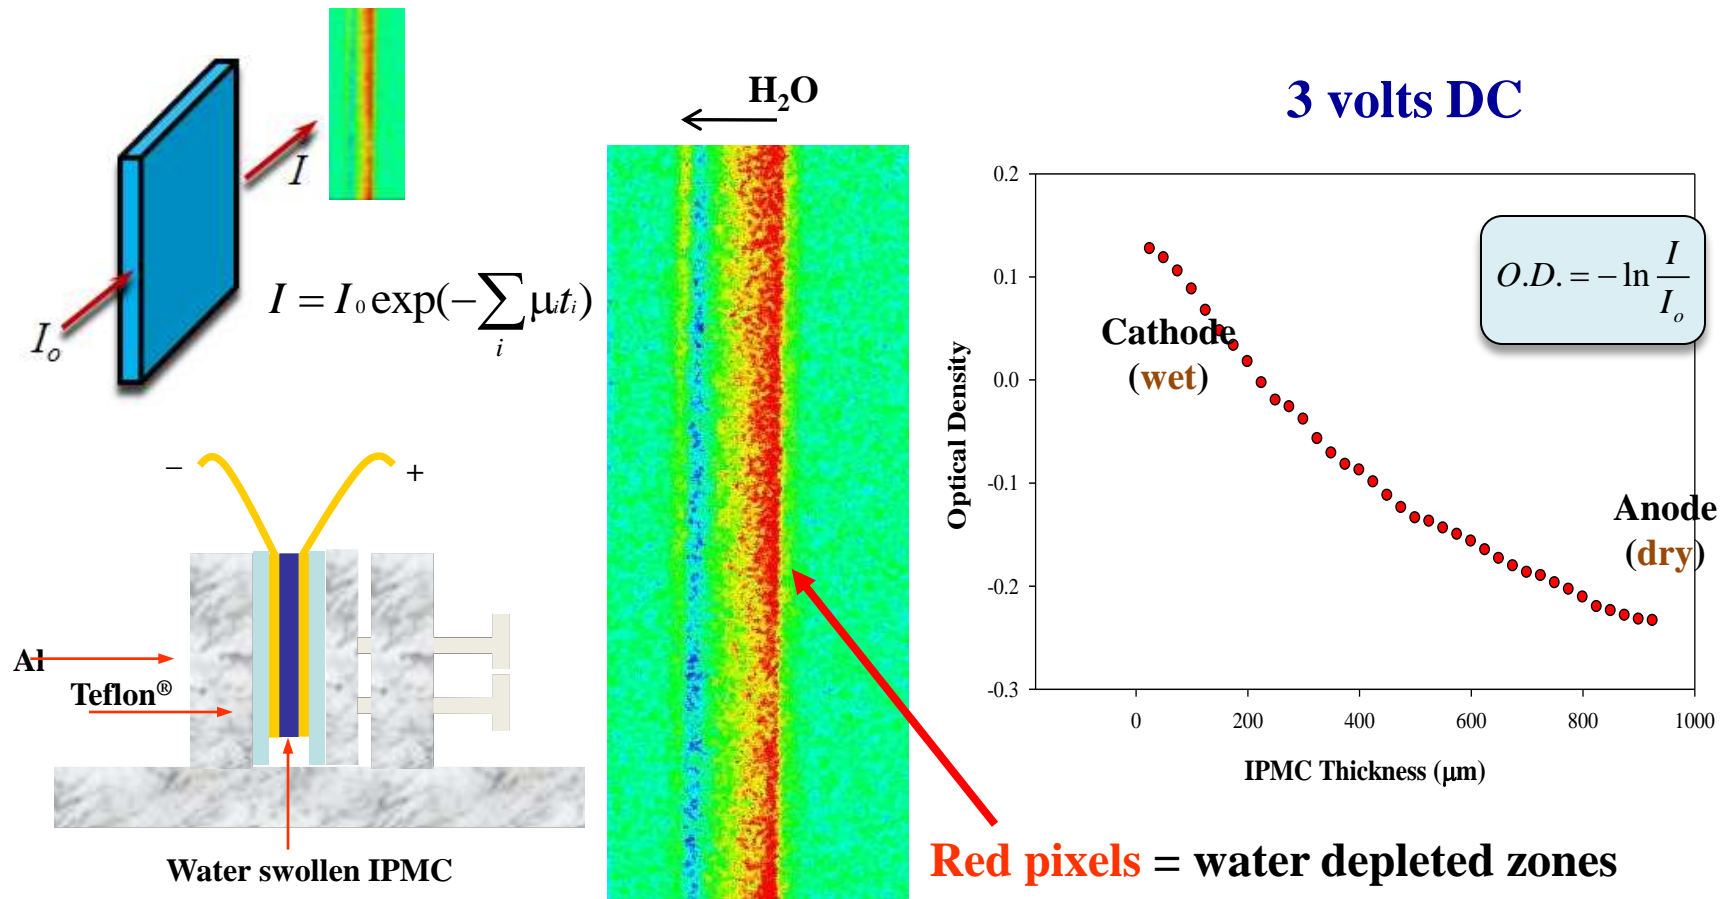 H₂O
3 volts DC
I
I = I₀ exp(−∑ᵢ μᵢtᵢ)
Iₒ
O.D. = − ln I/Iₒ
0.2
0.1
0.0
-0.1
-0.2
-0.3
Optical Density
Cathode
(wet)
Anode
(dry)
0 200 400 600 800 1000
IPMC Thickness (μm)
− +
Al
Teflon®
Water swollen IPMC
Red pixels = water depleted zones